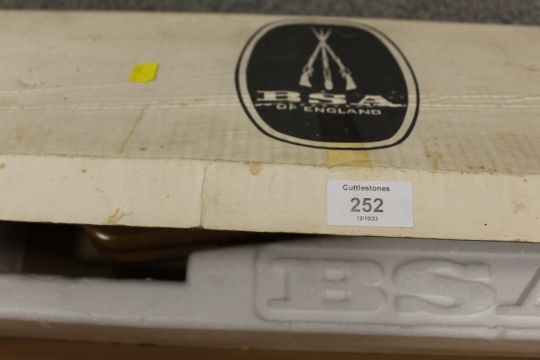 BSA
OF ENGLAND
Cuttlestones
252
12/10/23
BSA